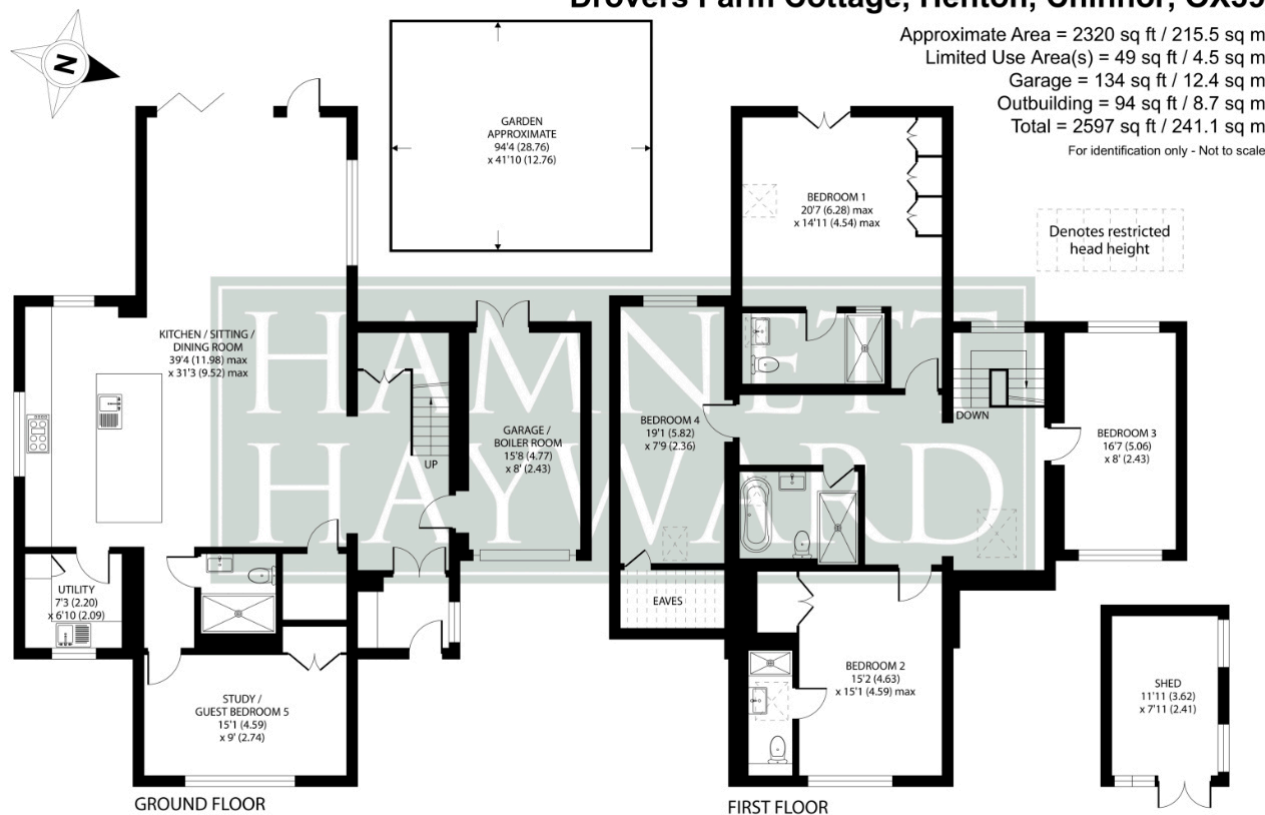 Drovers Farm Cottage, Henton, Chinnor, OX39
Approximate Area = 2320 sq ft / 215.5 sq m
Limited Use Area(s) = 49 sq ft / 4.5 sq m
Garage = 134 sq ft / 12.4 sq m
Outbuilding = 94 sq ft / 8.7 sq m
Total = 2597 sq ft / 241.1 sq m
For identification only - Not to scale
N
GARDEN
APPROXIMATE
94'4 (28.76)
x 41'10 (12.76)
BEDROOM 1
20'7 (6.28) max
x 14'11 (4.54) max
Denotes restricted
head height
HAMNETT
HAYWARD
KITCHEN / SITTING /
DINING ROOM
39'4 (11.98) max
x 31'3 (9.52) max
UP
GARAGE /
BOILER ROOM
15'8 (4.77)
x 8' (2.43)
BEDROOM 4
19'1 (5.82)
x 7'9 (2.36)
DOWN
BEDROOM 3
16'7 (5.06)
x 8' (2.43)
UTILITY
7'3 (2.20)
x 6'10 (2.09)
EAVES
STUDY /
GUEST BEDROOM 5
15'1 (4.59)
x 9' (2.74)
BEDROOM 2
15'2 (4.63)
x 15'1 (4.59) max
SHED
11'11 (3.62)
x 7'11 (2.41)
GROUND FLOOR
FIRST FLOOR